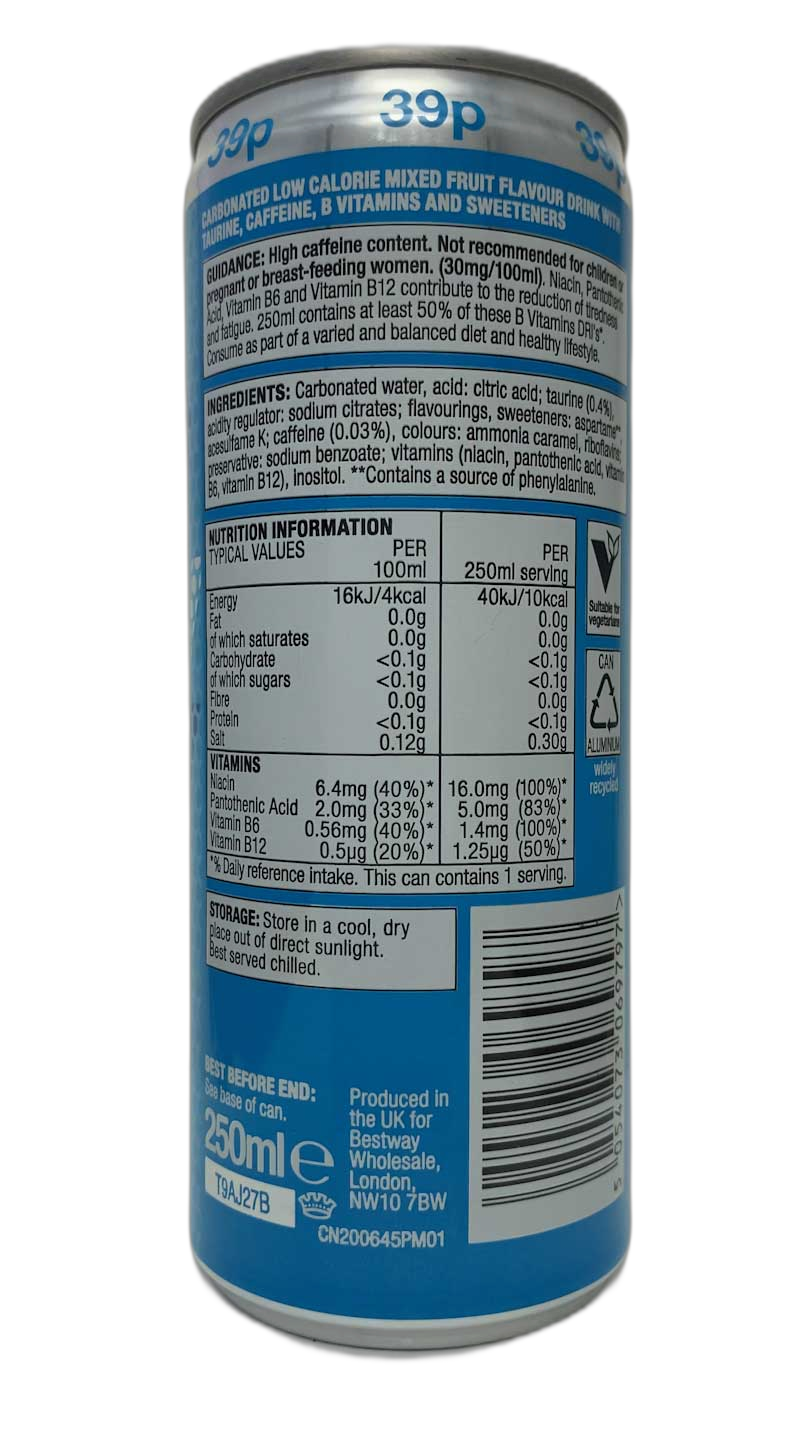 39p 39p 39p
CARBONATED LOW CALORIE MIXED FRUIT FLAVOUR DRINK WITH
TAURINE, CAFFEINE, B VITAMINS AND SWEETENERS
GUIDANCE: High caffeine content. Not recommended for children or
pregnant or breast-feeding women. (30mg/100ml). Niacin, Pantothenic
Acid, Vitamin B6 and Vitamin B12 contribute to the reduction of tiredness
and fatigue. 250ml contains at least 50% of these B Vitamins DRI's*.
Consume as part of a varied and balanced diet and healthy lifestyle.
INGREDIENTS: Carbonated water, acid: citric acid; taurine (0.4%),
acidity regulator: sodium citrates; flavourings, sweeteners: aspartame**,
acesulfame K; caffeine (0.03%), colours: ammonia caramel, riboflavins;
preservative: sodium benzoate; vitamins (niacin, pantothenic acid, vitamin
B6, vitamin B12), Inositol. **Contains a source of phenylalanine.
NUTRITION INFORMATION
TYPICAL VALUES PER 100ml PER 250ml serving
Energy 16kJ/4kcal 40kJ/10kcal
Fat 0.0g 0.0g
of which saturates 0.0g 0.0g
Carbohydrate <0.1g <0.1g
of which sugars <0.1g <0.1g
Fibre 0.0g 0.0g
Protein <0.1g <0.1g
Salt 0.12g 0.30g
VITAMINS
Niacin 6.4mg (40%)* 16.0mg (100%)*
Pantothenic Acid 2.0mg (33%)* 5.0mg (83%)*
Vitamin B6 0.56mg (40%)* 1.4mg (100%)*
Vitamin B12 0.5µg (20%)* 1.25µg (50%)*
*% Daily reference intake. This can contains 1 serving.
Suitable for
vegetarians
CAN
ALUMINIUM
widely
recycled
STORAGE: Store in a cool, dry
place out of direct sunlight.
Best served chilled.
BEST BEFORE END:
See base of can.
250ml e
T9AJ27B
Produced in
the UK for
Bestway
Wholesale,
London,
NW10 7BW
CN200645PM01
5 054073 069797 >